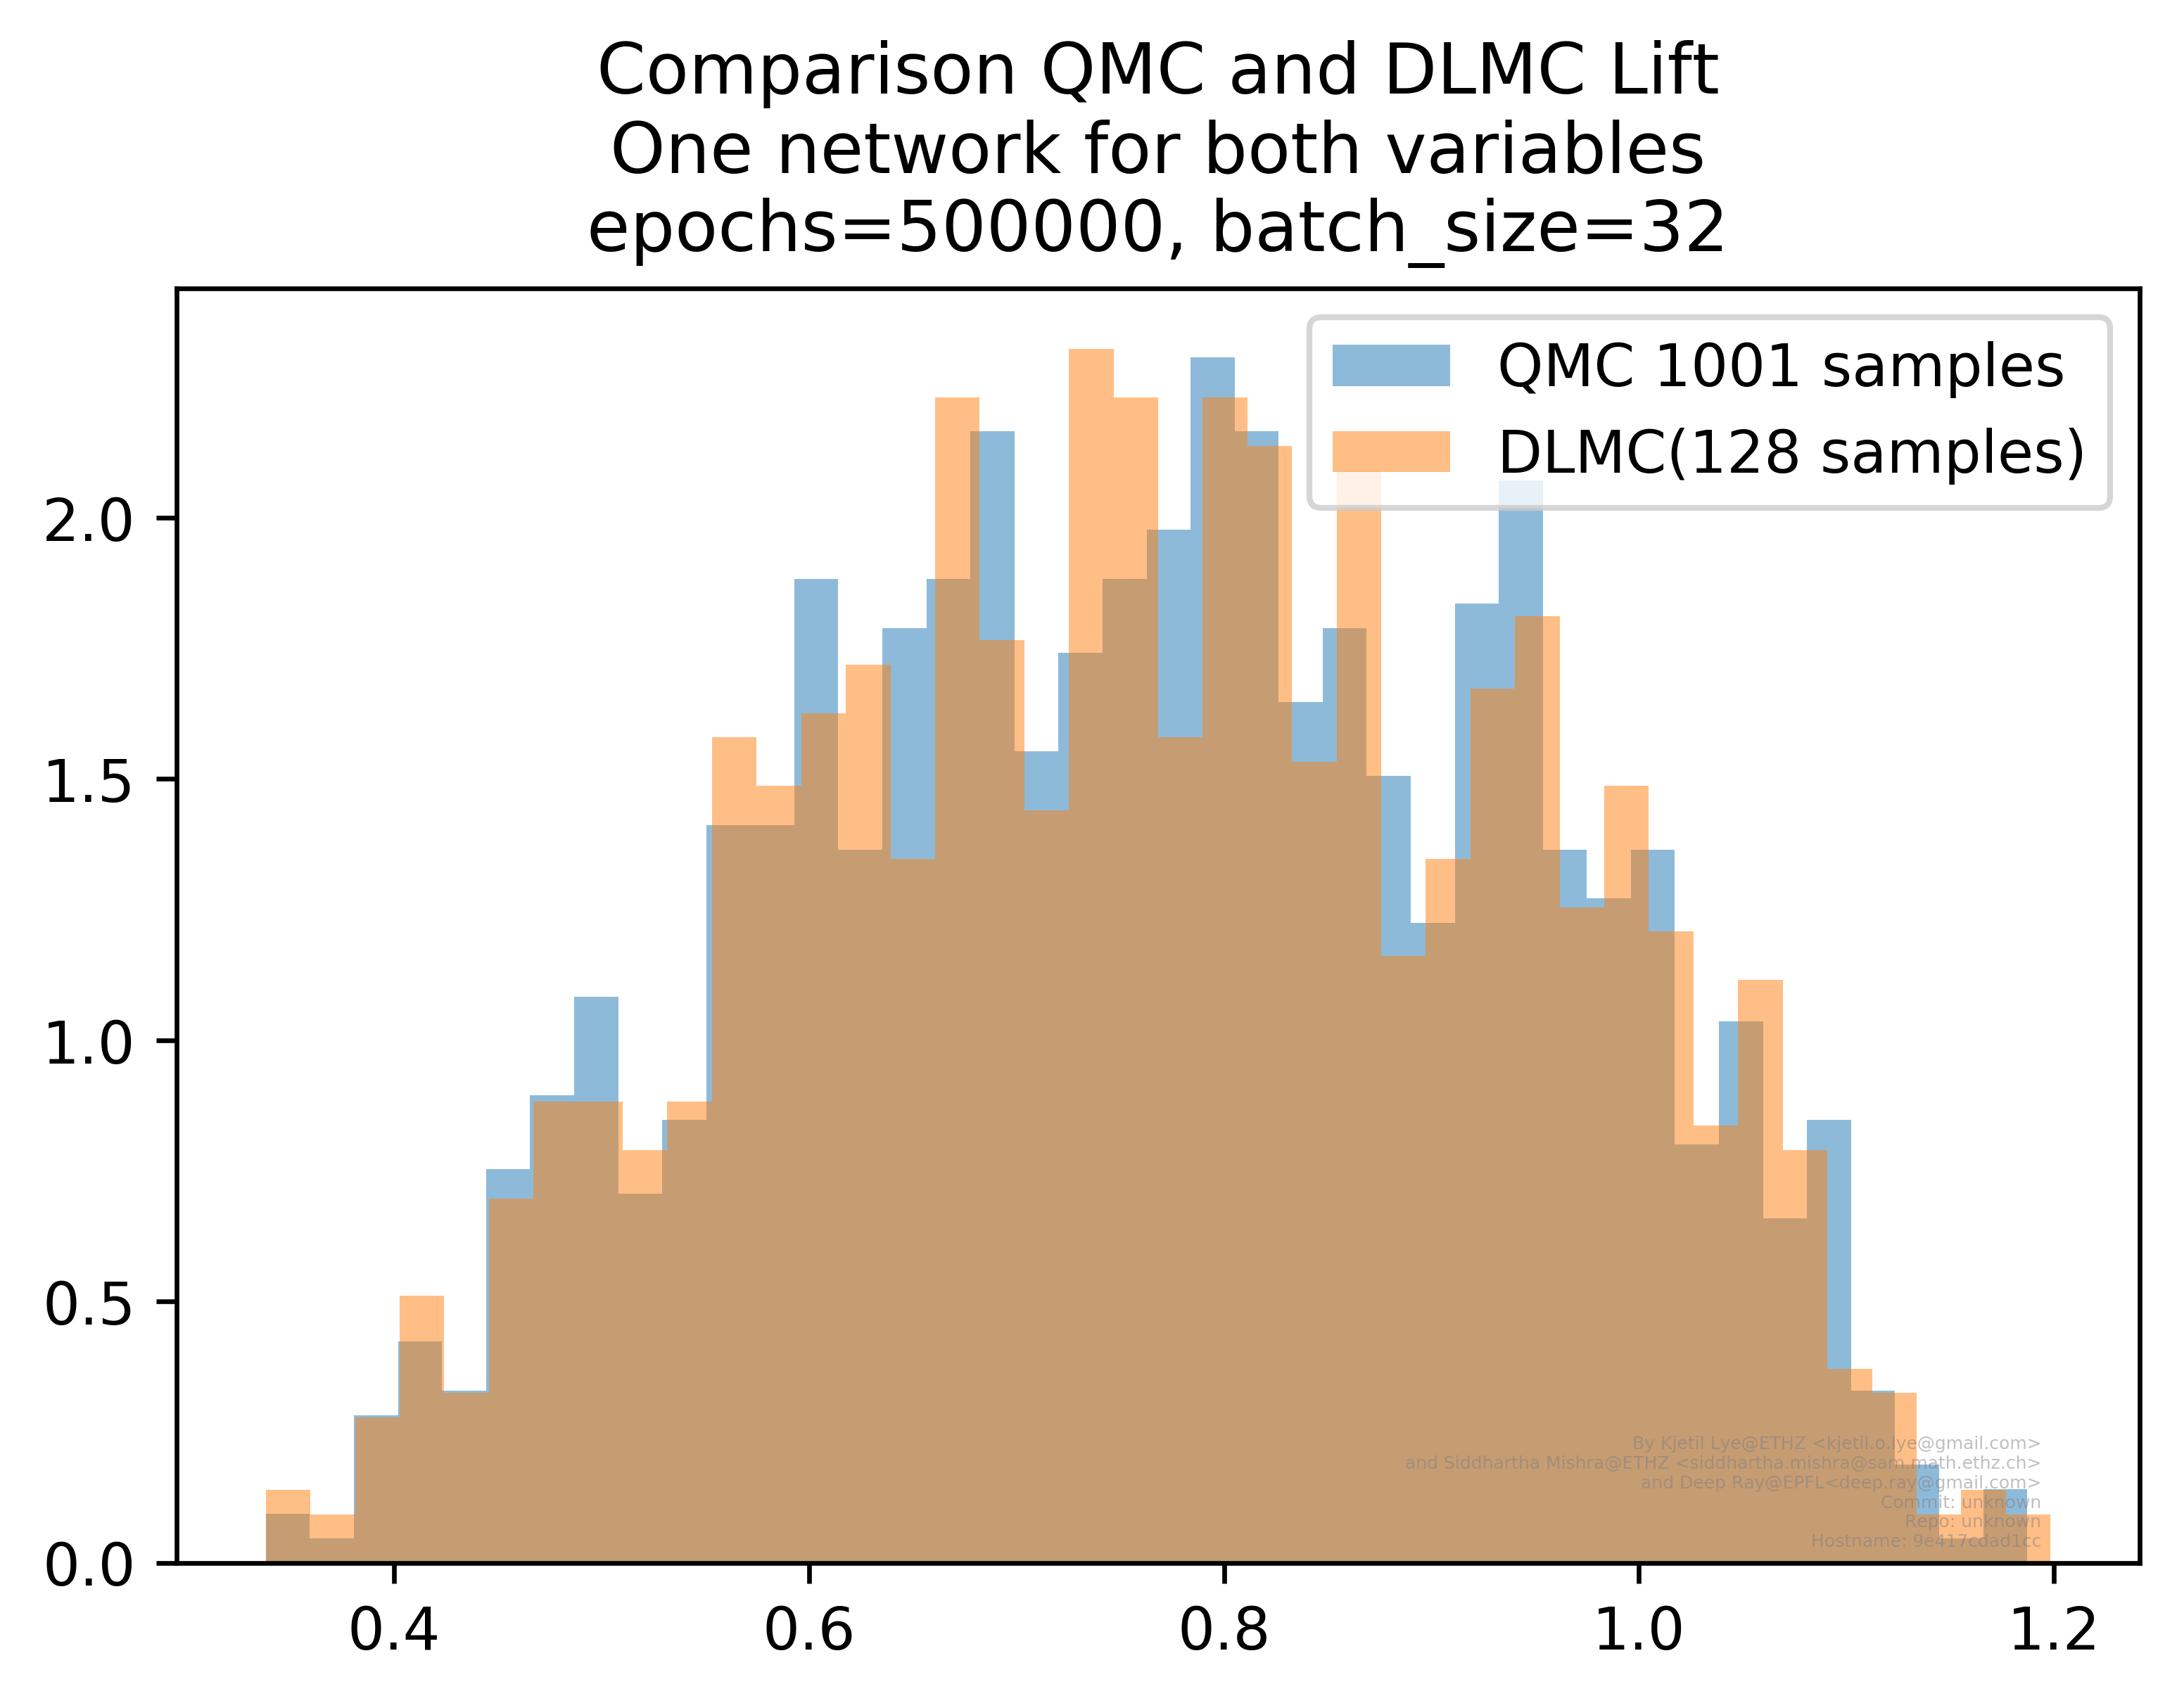 Comparison QMC and DLMC Lift
One network for both variables
epochs=500000, batch_size=32
QMC 1001 samples
DLMC(128 samples)
2.0
1.5
1.0
0.5
0.0
By Kjetil Lye@ETHZ <kjetil.o.lye@gmail.com>
and Siddhartha Mishra@ETHZ <siddhartha.mishra@sam.math.ethz.ch>
and Deep Ray@EPFL<deep.ray@gmail.com>
Commit: unknown
Repo: unknown
Hostname: 9e417cdad1cc
0.4 0.6 0.8 1.0 1.2